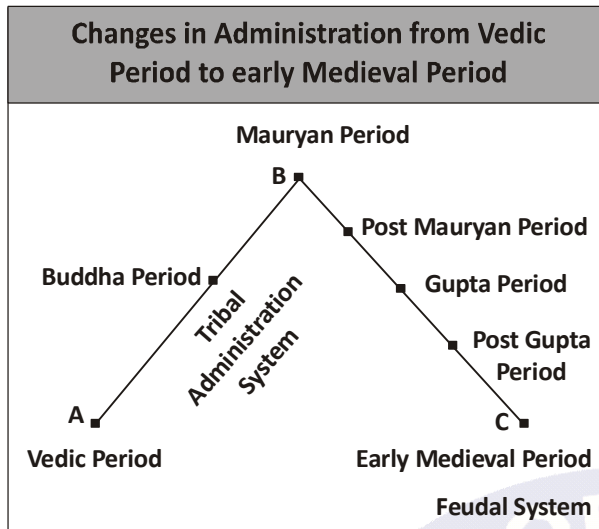 Changes in Administration from Vedic
Period to early Medieval Period
Mauryan Period
B
Post Mauryan Period
Buddha Period
Gupta Period
Tribal
Administration
System
Post Gupta
Period
A
C
Vedic Period
Early Medieval Period
Feudal System